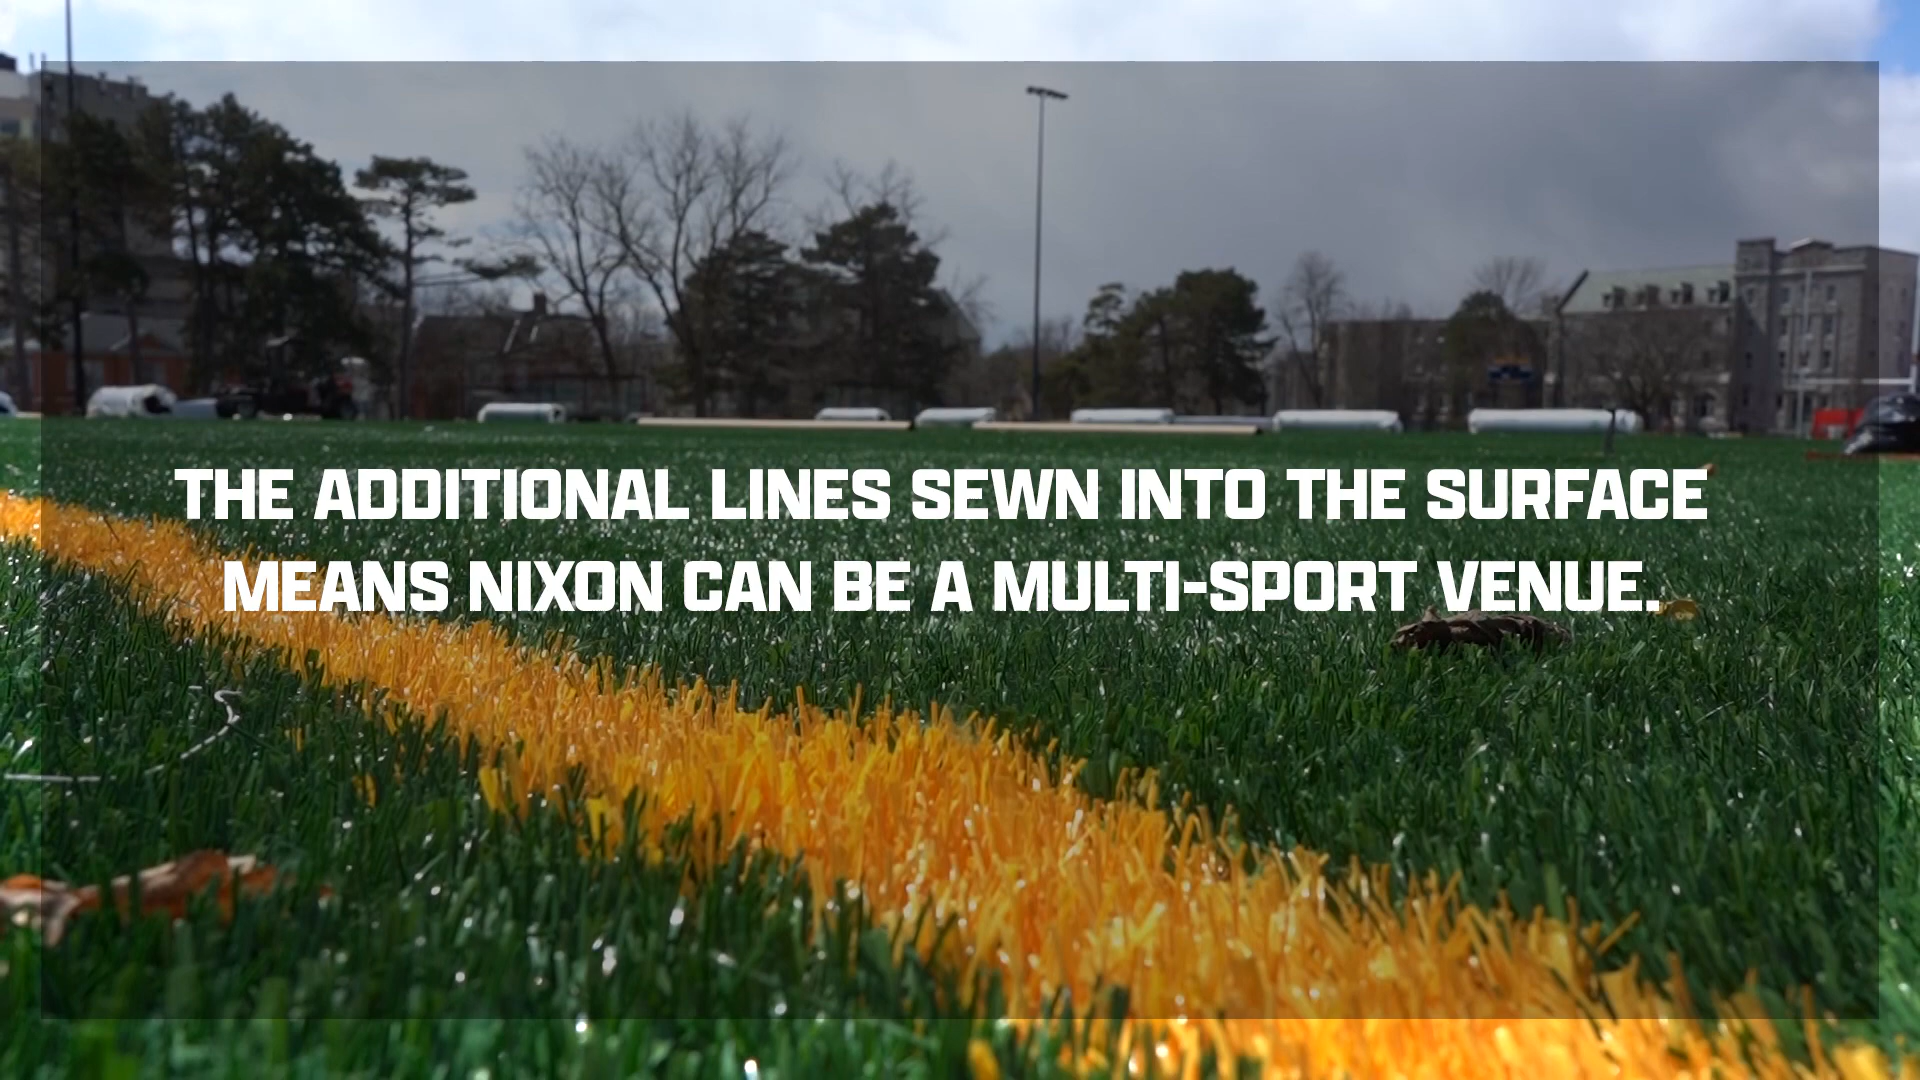 THE ADDITIONAL LINES SEWN INTO THE SURFACE
MEANS NIXON CAN BE A MULTI-SPORT VENUE.